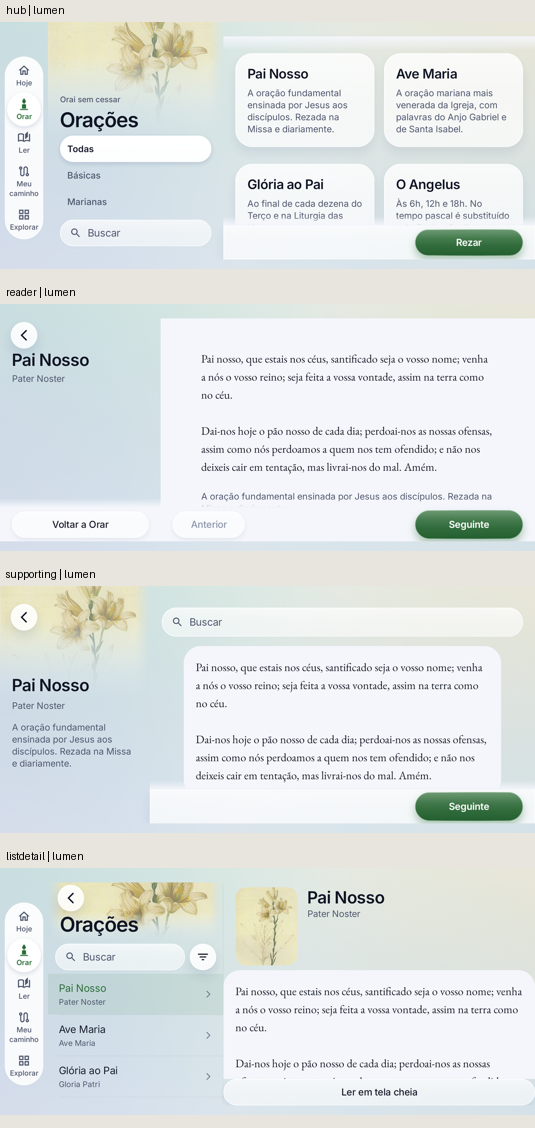 hub | lumen
Hoje
Orar
Ler
Meu
caminho
Explorar
Orai sem cessar
Orações
Todas
Básicas
Marianas
Buscar
Pai Nosso
A oração fundamental
ensinada por Jesus aos
discípulos. Rezada na
Missa e diariamente.
Ave Maria
A oração mariana mais
venerada da Igreja, com
palavras do Anjo Gabriel e
de Santa Isabel.
Glória ao Pai
Ao final de cada dezena do
Terço e na Liturgia das
O Angelus
Às 6h, 12h e 18h. No
tempo pascal é substituído
Rezar
reader | lumen
Pai Nosso
Pater Noster
Pai nosso, que estais nos céus, santificado seja o vosso nome; venha
a nós o vosso reino; seja feita a vossa vontade, assim na terra como
no céu.
Dai-nos hoje o pão nosso de cada dia; perdoai-nos as nossas ofensas,
assim como nós perdoamos a quem nos tem ofendido; e não nos
deixeis cair em tentação, mas livrai-nos do mal. Amém.
A oração fundamental ensinada por Jesus aos discípulos. Rezada na
Voltar a Orar
Anterior
Seguinte
supporting | lumen
Pai Nosso
Pater Noster
A oração fundamental
ensinada por Jesus aos
discípulos. Rezada na Missa
e diariamente.
Buscar
Pai nosso, que estais nos céus, santificado seja o vosso nome; venha
a nós o vosso reino; seja feita a vossa vontade, assim na terra como
no céu.
Dai-nos hoje o pão nosso de cada dia; perdoai-nos as nossas ofensas,
assim como nós perdoamos a quem nos tem ofendido; e não nos
deixeis cair em tentação, mas livrai-nos do mal. Amém.
Seguinte
listdetail | lumen
Hoje
Orar
Ler
Meu
caminho
Explorar
Orações
Buscar
Pai Nosso
Pater Noster
Ave Maria
Ave Maria
Glória ao Pai
Gloria Patri
Pai Nosso
Pater Noster
Pai nosso, que estais nos céus, santificado seja o vosso nome; venha
a nós o vosso reino; seja feita a vossa vontade, assim na terra como
no céu.
Dai-nos hoje o pão nosso de cada dia; perdoai-nos as nossas
Ler em tela cheia